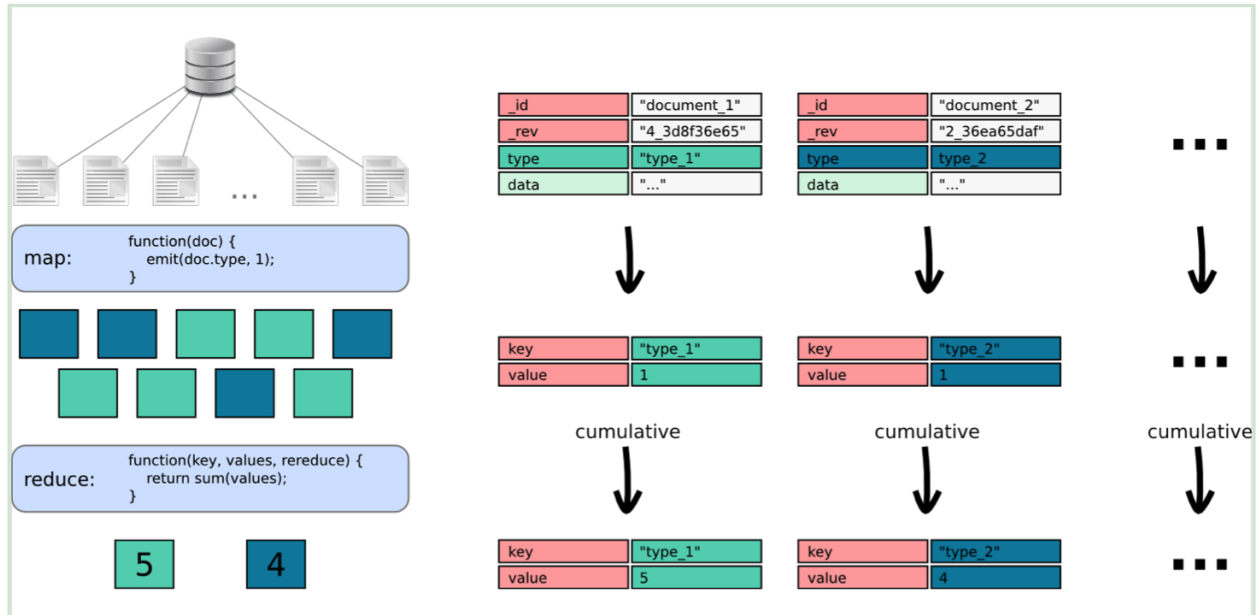 _id "document_1"
_rev "4_3d8f36e65"
type "type_1"
data "..."
_id "document_2"
_rev "2_36ea65daf"
type type_2
data "..."
...
...
map:
function(doc) {
emit(doc.type, 1);
}
key "type_1"
value 1
key "type_2"
value 1
...
cumulative
cumulative
cumulative
reduce:
function(key, values, rereduce) {
return sum(values);
}
5
4
key "type_1"
value 5
key "type_2"
value 4
...